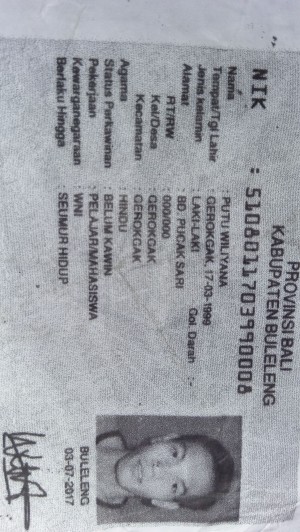 PROVINSI BALI
KABUPATEN BULELENG
NIK : 5108011703990008
Nama : PUTU WILIYANA
Tempat/Tgl Lahir : GEROKGAK, 17-03-1999
Jenis kelamin : LAKI-LAKI Gol. Darah : -
Alamat : BD. PUCAK SARI
RT/RW : 000/000
Kel/Desa : GEROKGAK
Kecamatan : GEROKGAK
Agama : HINDU
Status Perkawinan : BELUM KAWIN
Pekerjaan : PELAJAR/MAHASISWA
Kewarganegaraan : WNI
Berlaku Hingga : SEUMUR HIDUP
BULELENG
03-07-2017